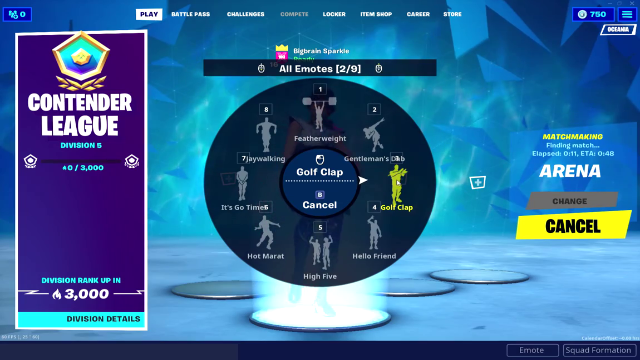 0
PLAY
BATTLE PASS
CHALLENGES
COMPETE
LOCKER
ITEM SHOP
CAREER
STORE
750
OCEANIA
Bigbrain Sparkle
Ready
All Emotes [2/9]
CONTENDER
LEAGUE
DIVISION 5
0 / 3,000
DIVISION RANK UP IN
3,000
DIVISION DETAILS
1
Featherweight
2
Gentleman's Dab
3
Golf Clap
4
Hello Friend
5
High Five
6
Hot Marat
7
It's Go Time!
8
Jaywalking
Golf Clap
B
Cancel
MATCHMAKING
Finding match...
Elapsed: 0:11, ETA: 0:48
ARENA
CHANGE
CANCEL
Emote
Squad Formation